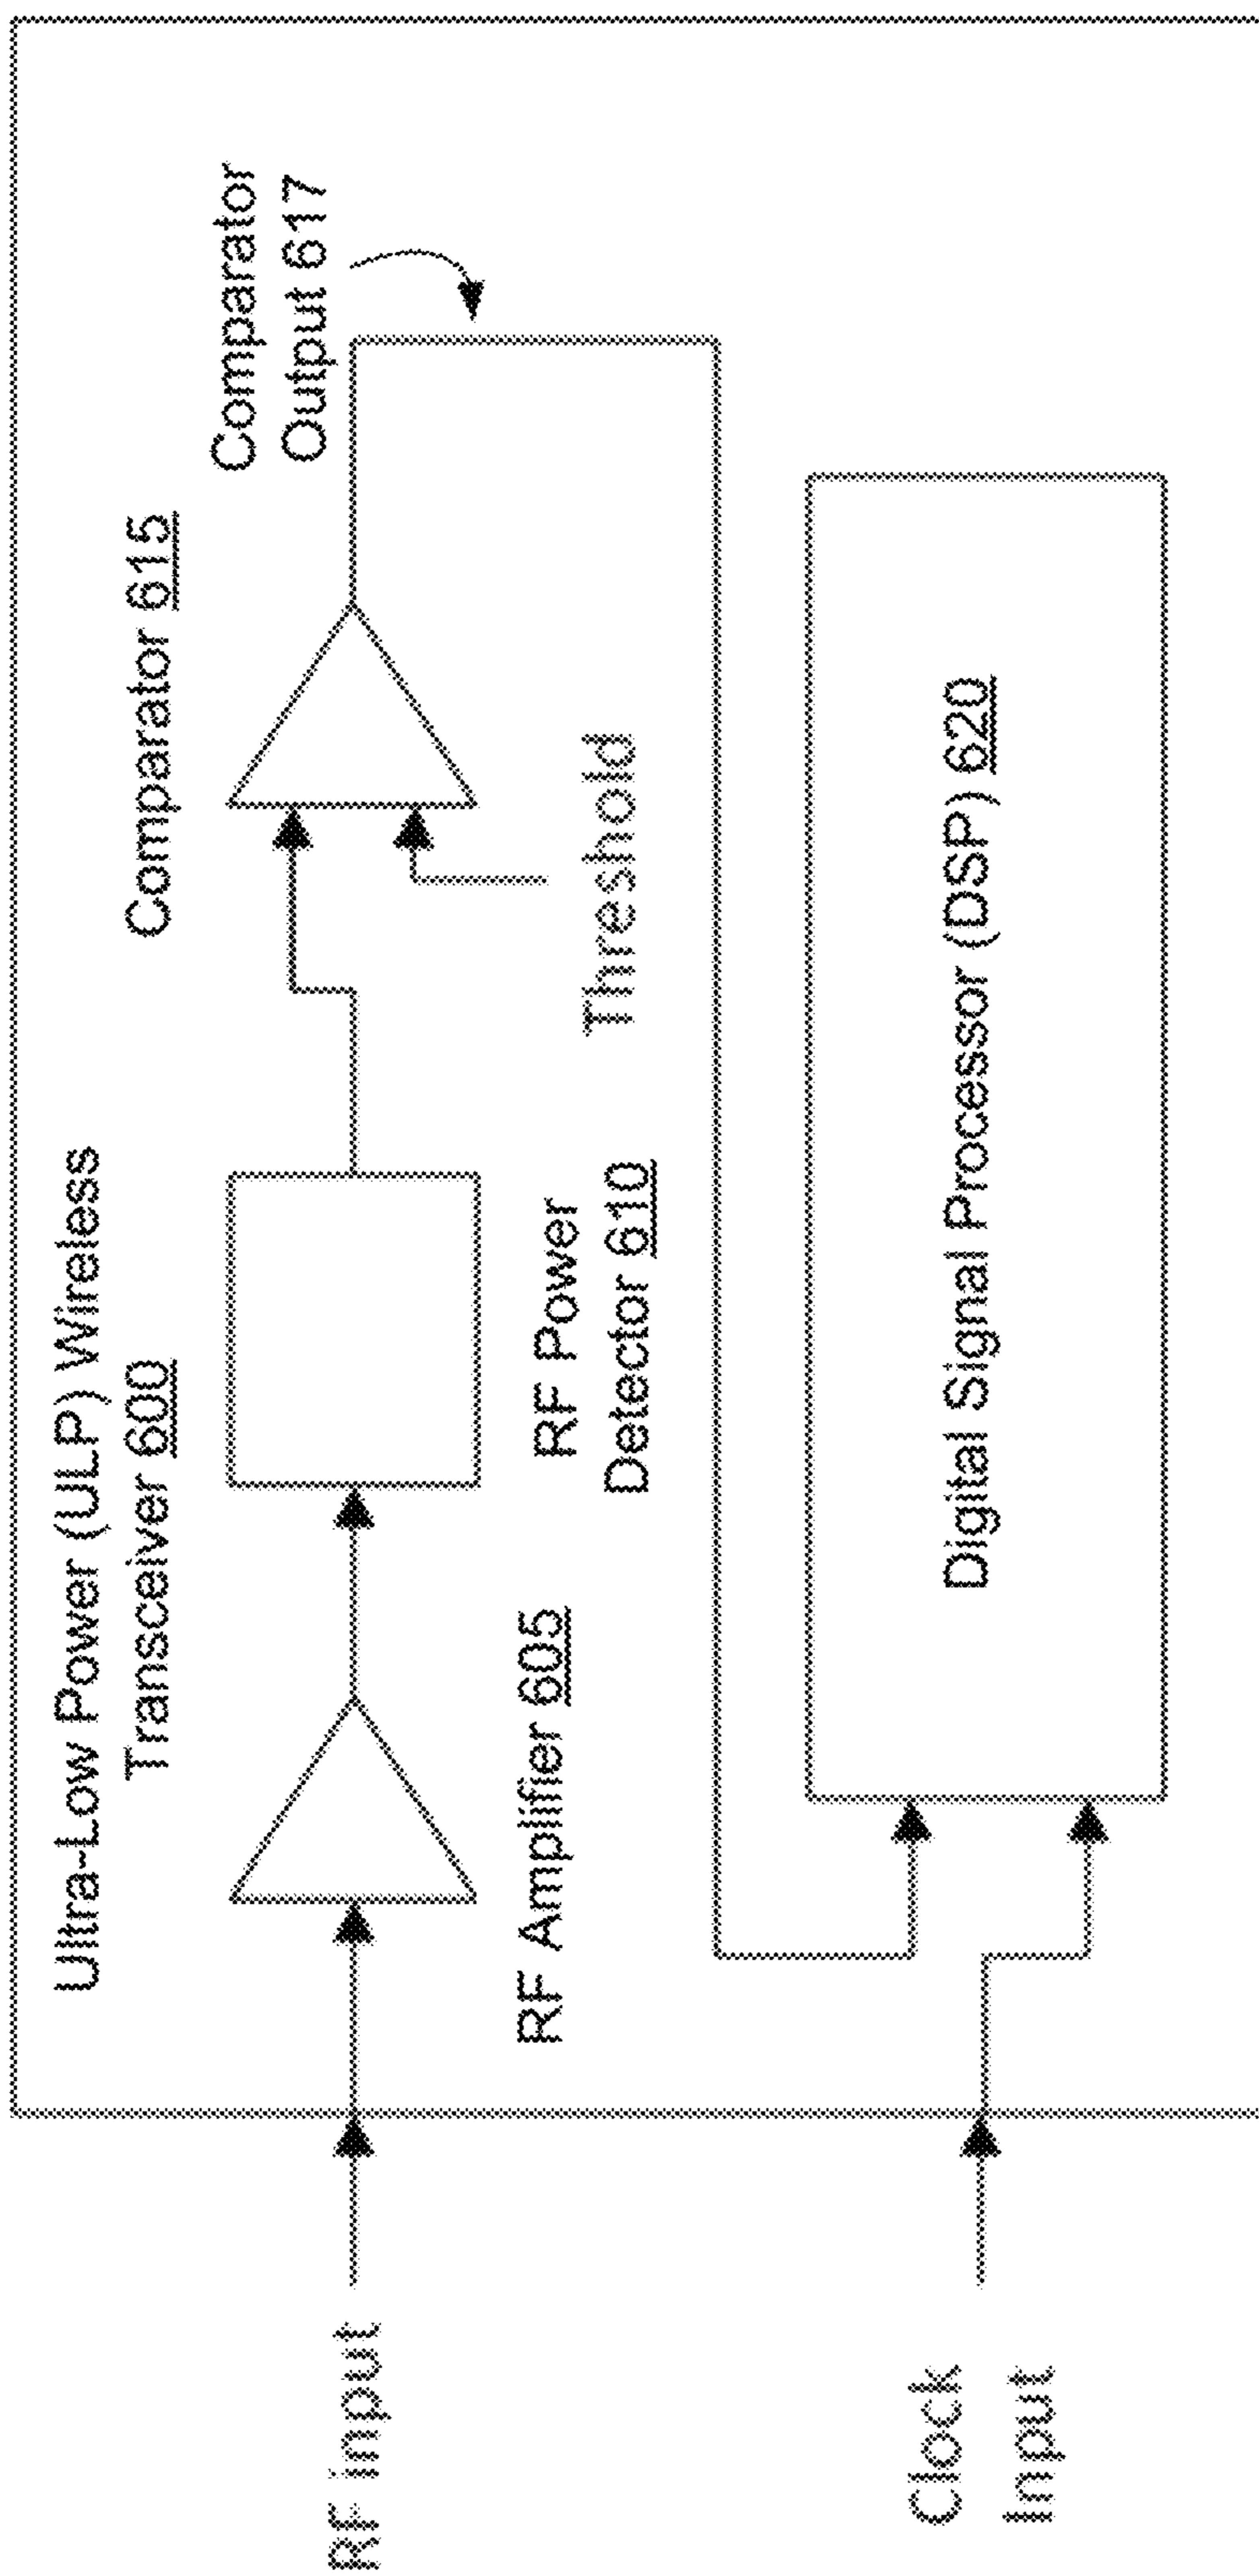 Ultra-Low Power (ULP) Wireless
Transceiver 600
Comparator 615
Comparator
Output 617
RF Input
RF Amplifier 605
RF Power
Detector 610
Threshold
Clock
Input
Digital Signal Processor (DSP) 620